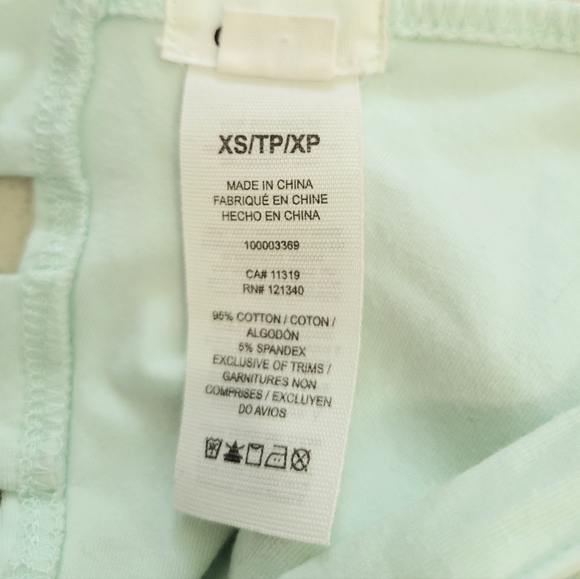 XS/TP/XP
MADE IN CHINA
FABRIQUÉ EN CHINE
HECHO EN CHINA
100003369
CA# 11319
RN# 121340
95% COTTON / COTON /
ALGODÓN
5% SPANDEX
EXCLUSIVE OF TRIMS /
GARNITURES NON
COMPRISES / EXCLUYEN
DO AVIOS